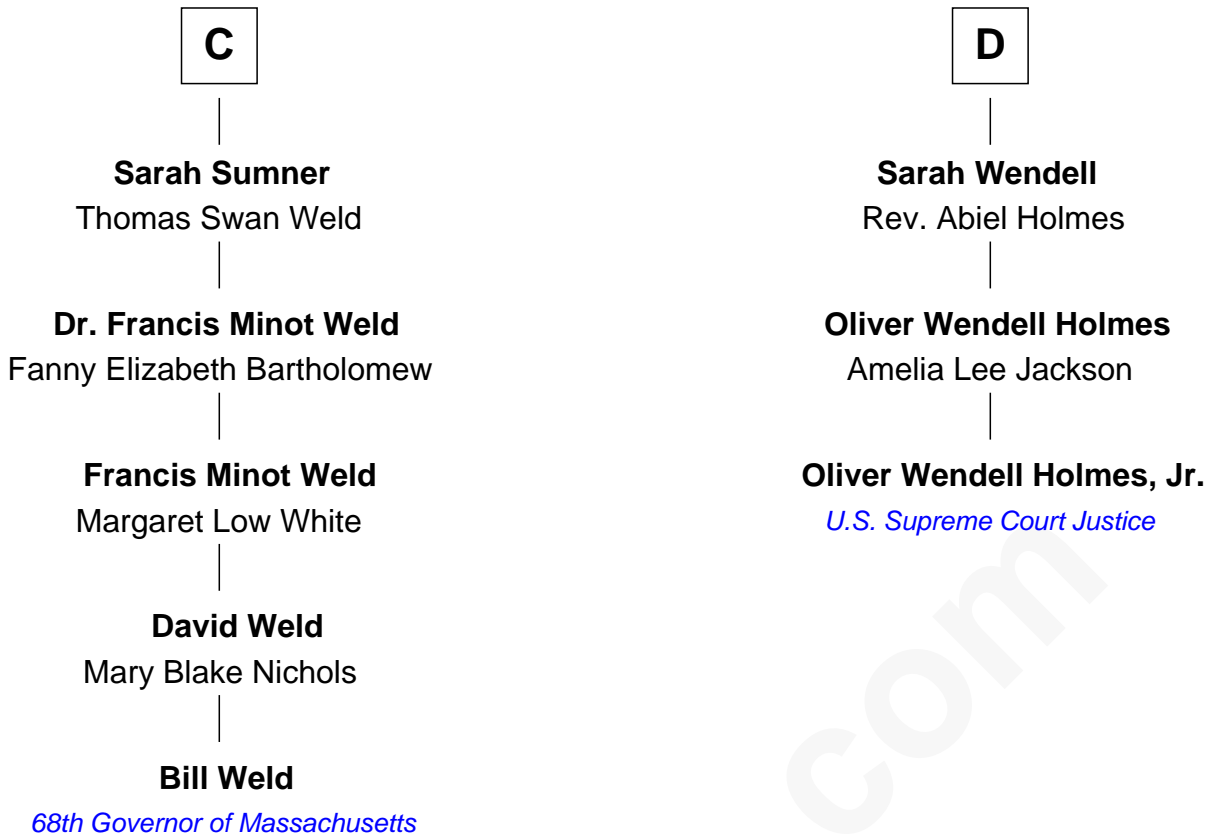 C
Sarah Sumner
Thomas Swan Weld
Dr. Francis Minot Weld
Fanny Elizabeth Bartholomew
Francis Minot Weld
Margaret Low White
David Weld
Mary Blake Nichols
Bill Weld
68th Governor of Massachusetts
D
Sarah Wendell
Rev. Abiel Holmes
Oliver Wendell Holmes
Amelia Lee Jackson
Oliver Wendell Holmes, Jr.
U.S. Supreme Court Justice
com